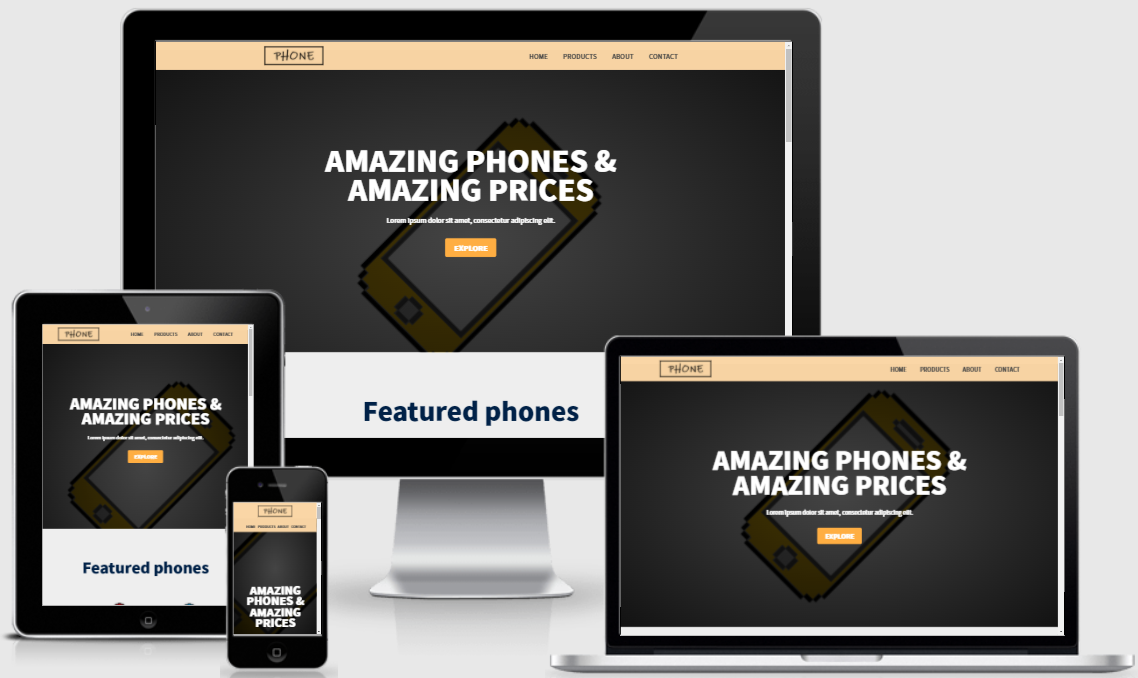 PHONE
HOME PRODUCTS ABOUT CONTACT
AMAZING PHONES &
AMAZING PRICES
Lorem ipsum dolor sit amet, consectetur adipiscing elit.
EXPLORE
Featured phones
PHONE
HOME PRODUCTS ABOUT CONTACT
AMAZING PHONES &
AMAZING PRICES
Lorem ipsum dolor sit amet, consectetur adipiscing elit.
EXPLORE
Featured phones
PHONE
HOME PRODUCTS ABOUT CONTACT
AMAZING
PHONES &
AMAZING
PRICES
PHONE
HOME PRODUCTS ABOUT CONTACT
AMAZING PHONES &
AMAZING PRICES
Lorem ipsum dolor sit amet, consectetur adipiscing elit.
EXPLORE